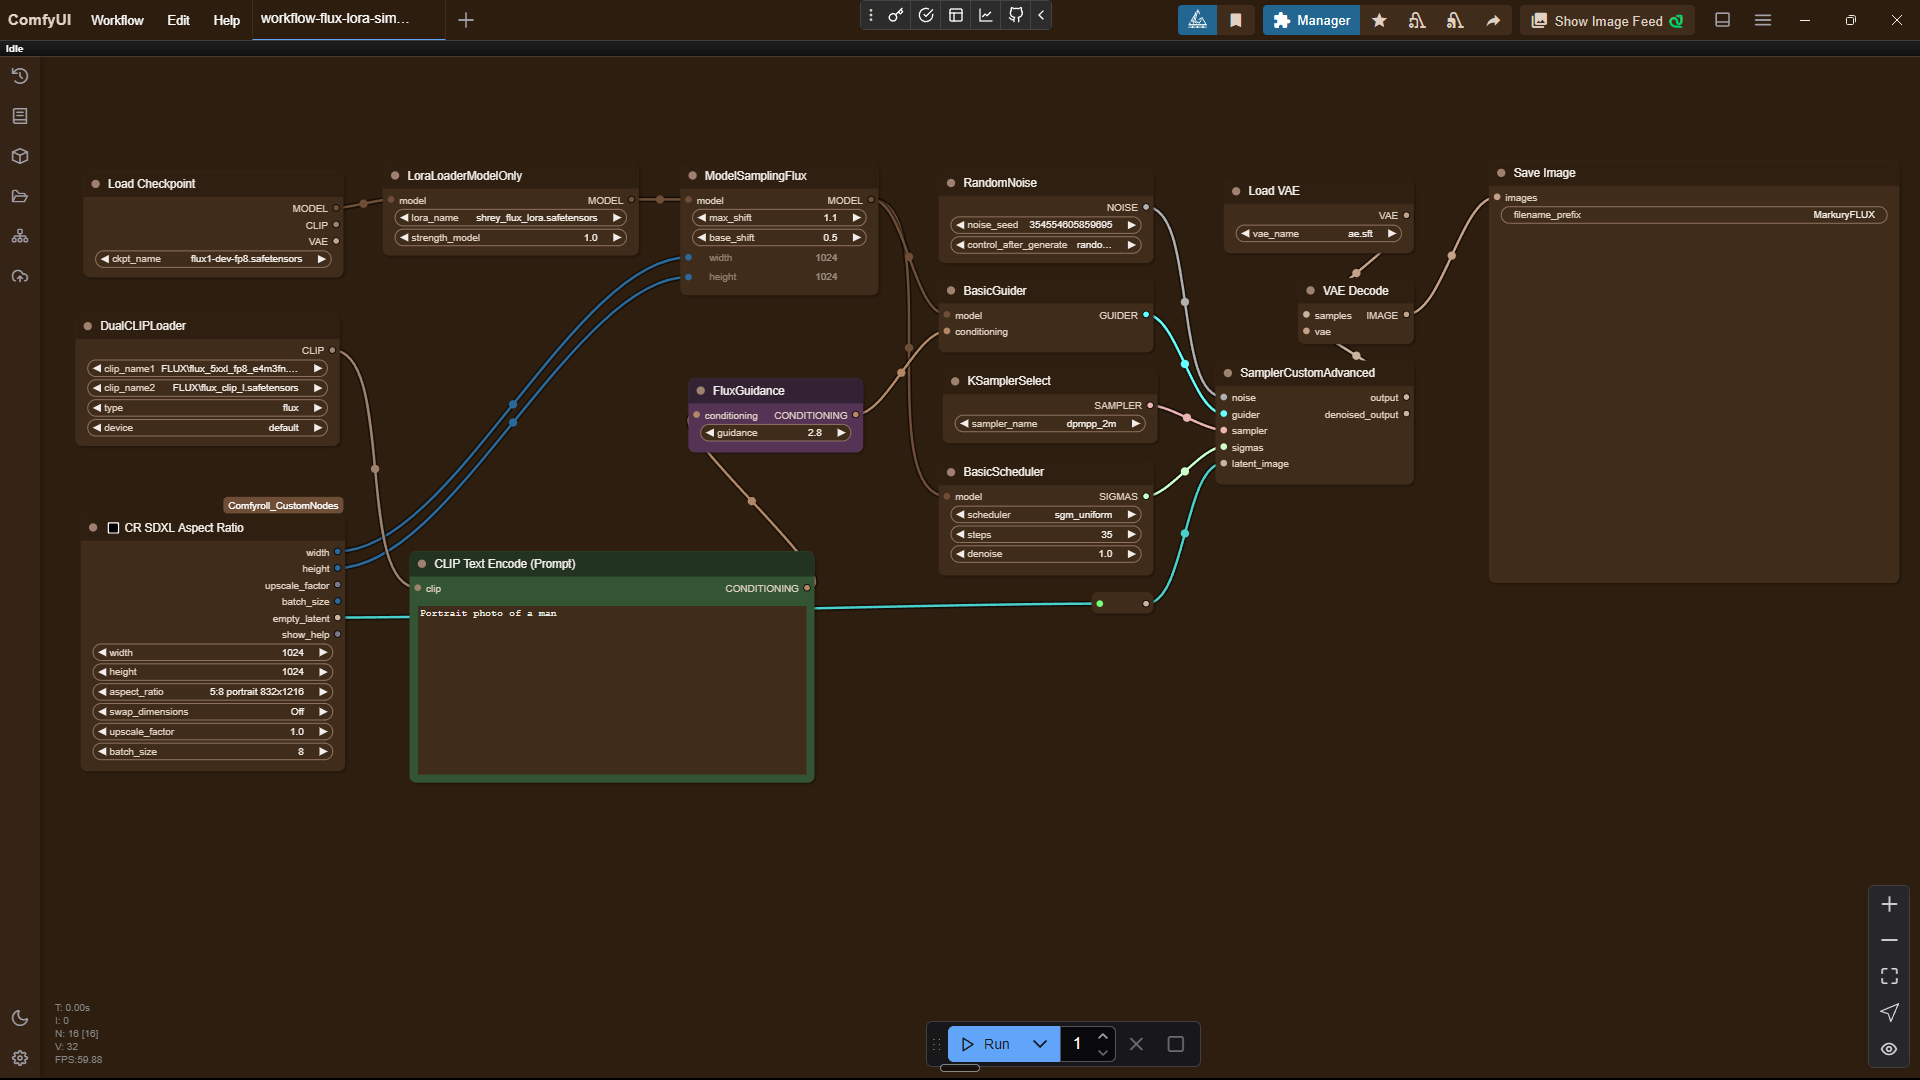 ComfyUI Workflow Edit Help workflow-flux-lora-sim... Manager Show Image Feed
Idle
Load Checkpoint
MODEL
CLIP
VAE
ckpt_name flux1-dev-fp8.safetensors
LoraLoaderModelOnly
model MODEL
lora_name shrey_flux_lora.safetensors
strength_model 1.0
ModelSamplingFlux
model MODEL
max_shift 1.1
base_shift 0.5
width 1024
height 1024
RandomNoise
NOISE
noise_seed 354554605859695
control_after_generate rando...
Load VAE
VAE
vae_name ae.sft
Save Image
images
filename_prefix MarkuryFLUX
BasicGuider
model GUIDER
conditioning
VAE Decode
samples IMAGE
vae
DualCLIPLoader
CLIP
clip_name1 FLUX\flux_5xxl_fp8_e4m3fn....
clip_name2 FLUX\flux_clip_l.safetensors
type flux
device default
FluxGuidance
conditioning CONDITIONING
guidance 2.8
KSamplerSelect
SAMPLER
sampler_name dpmpp_2m
SamplerCustomAdvanced
noise output
guider denoised_output
sampler
sigmas
latent_image
BasicScheduler
model SIGMAS
scheduler sgm_uniform
steps 35
denoise 1.0
Comfyroll_CustomNodes
CR SDXL Aspect Ratio
width
height
upscale_factor
batch_size
empty_latent
show_help
width 1024
height 1024
aspect_ratio 5:8 portrait 832x1216
swap_dimensions Off
upscale_factor 1.0
batch_size 8
CLIP Text Encode (Prompt)
clip CONDITIONING
Portrait photo of a man
T: 0.00s
I: 0
N: 16 [16]
V: 32
FPS:59.88
Run 1